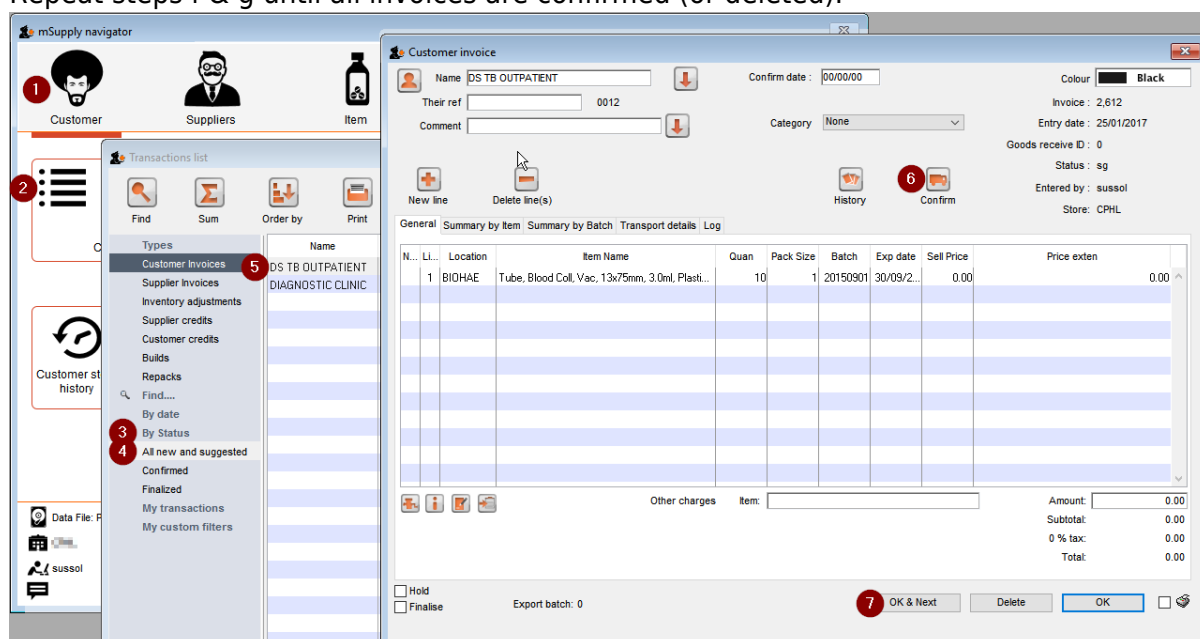 Repeat steps f & g until all invoices are confirmed (or deleted).
mSupply navigator
1
Customer
Suppliers
Item
2
Customer st
history
Data File: P
sussol
Transactions list
Find
Sum
Order by
Print
Types
Customer Invoices
Supplier Invoices
Inventory adjustments
Supplier credits
Customer credits
Builds
Repacks
Find....
By date
3
By Status
4
All new and suggested
Confirmed
Finalized
My transactions
My custom filters
Name
5
DS TB OUTPATIENT
DIAGNOSTIC CLINIC
Customer invoice
Name DS TB OUTPATIENT
Confirm date : 00/00/00
Colour Black
Their ref 0012
Invoice : 2,612
Comment
Category None
Entry date : 25/01/2017
Goods receive ID : 0
Status : sg
Entered by : sussol
Store: CPHL
New line
Delete line(s)
History
6
Confirm
General Summary by Item Summary by Batch Transport details Log
N... Li... Location Item Name Quan Pack Size Batch Exp date Sell Price Price exten
1 BIOHAE Tube, Blood Coll, Vac, 13x75mm, 3.0ml, Plasti... 10 1 20150901 30/09/2... 0.00 0.00
Other charges Item: Amount: 0.00
Subtotal: 0.00
0 % tax: 0.00
Total: 0.00
Hold
Finalise
Export batch: 0
7
OK & Next
Delete
OK